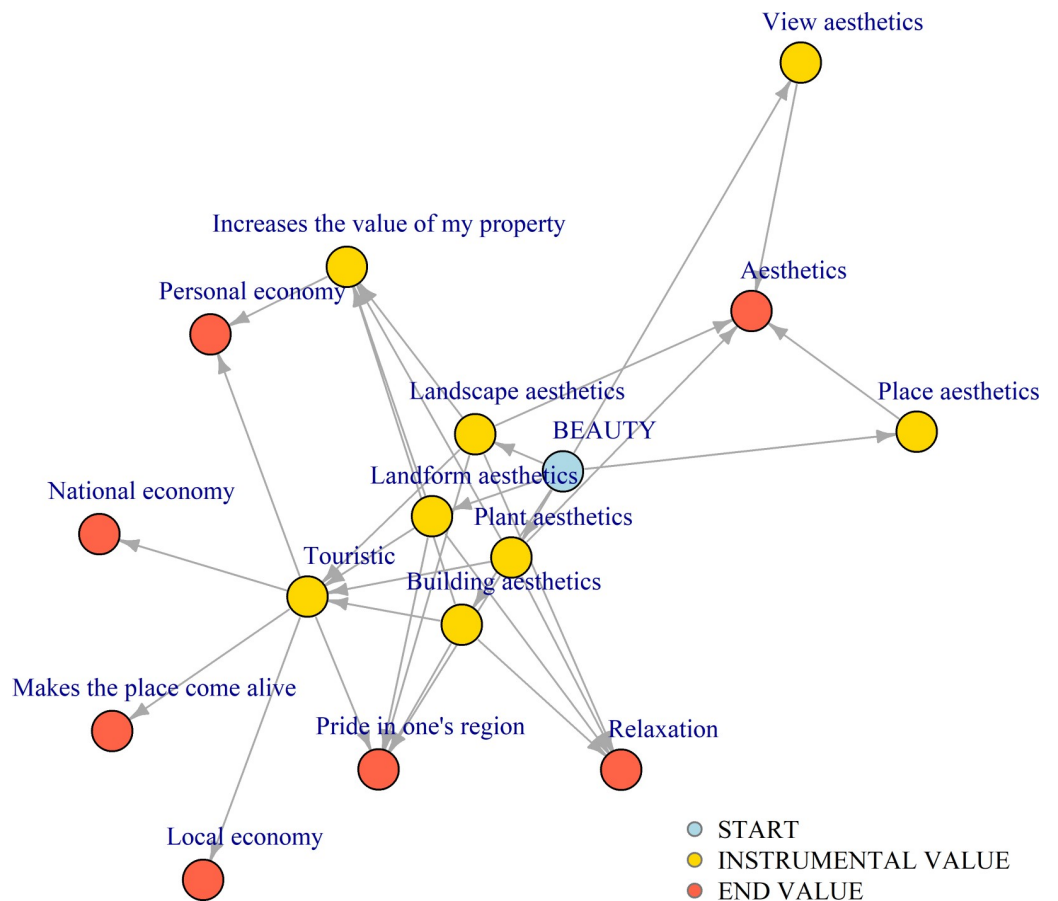 View aesthetics
Increases the value of my property
Aesthetics
Personal economy
Landscape aesthetics
Place aesthetics
BEAUTY
Landform aesthetics
National economy
Plant aesthetics
Touristic
Building aesthetics
Makes the place come alive
Pride in one's region
Relaxation
Local economy
START
INSTRUMENTAL VALUE
END VALUE